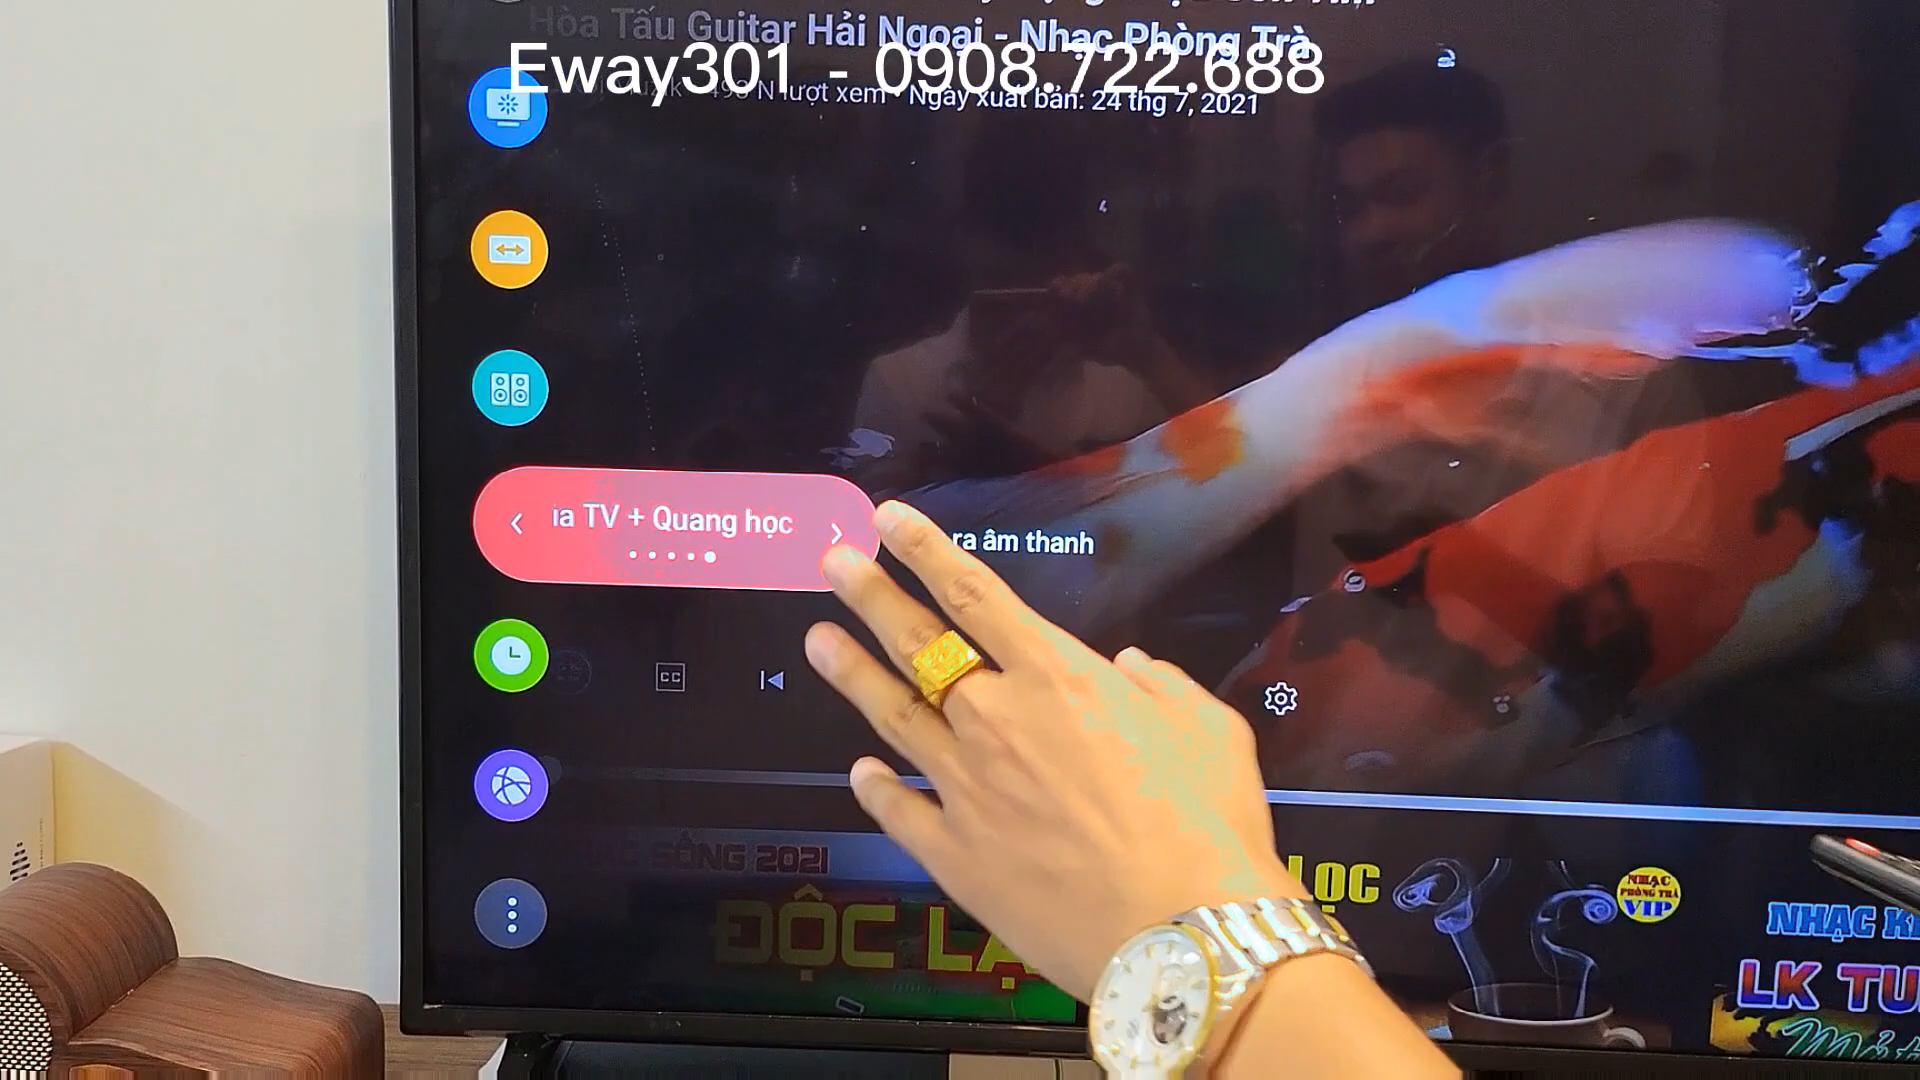 Hòa Tấu Guitar Hải Ngoại - Nhạc Phòng Trà
Eway301 - 0908.722.688
498 N lượt xem · Ngày xuất bản: 24 thg 7, 2021
ia TV + Quang học
ra âm thanh
CC
SỐNG 2021
ĐỘC
LỌC
NHẠC
PHÒNG TRÀ
VIP
NHẠC
LK TU